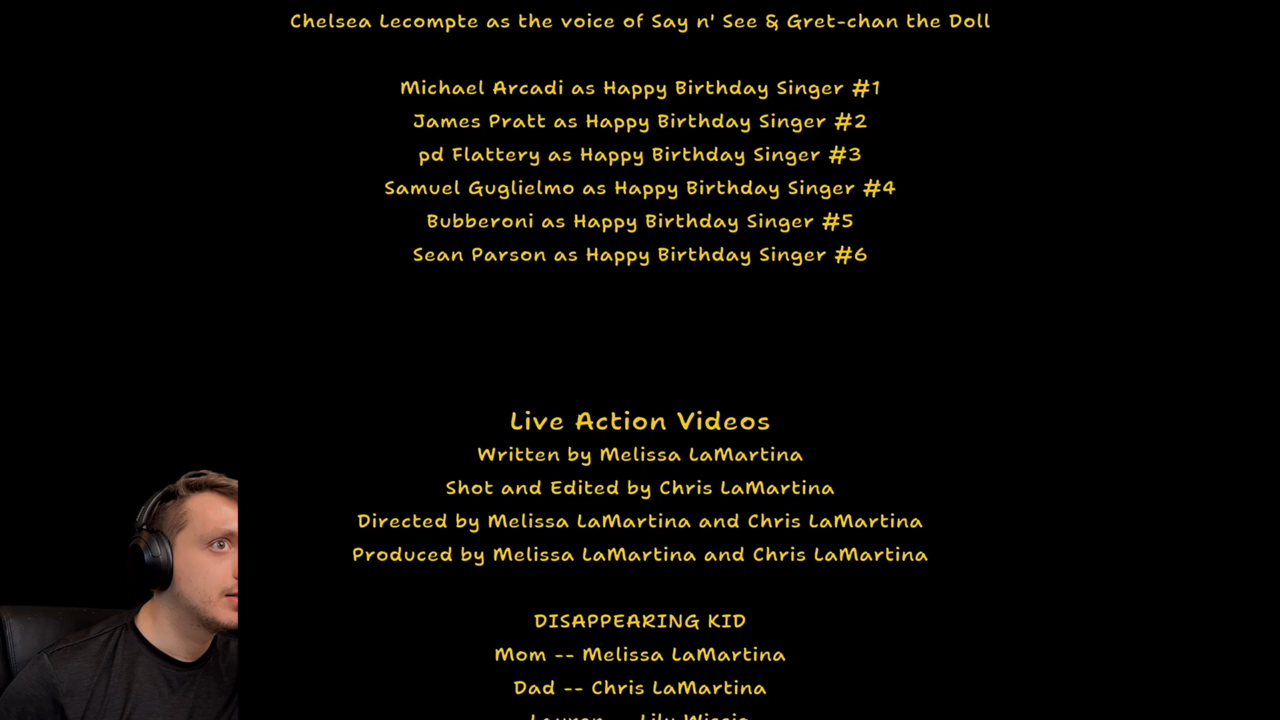 Chelsea Lecompte as the voice of Say n' See & Gret-chan the Doll
Michael Arcadi as Happy Birthday Singer #1
James Pratt as Happy Birthday Singer #2
pd Flattery as Happy Birthday Singer #3
Samuel Guglielmo as Happy Birthday Singer #4
Bubberoni as Happy Birthday Singer #5
Sean Parson as Happy Birthday Singer #6
Live Action Videos
Written by Melissa LaMartina
Shot and Edited by Chris LaMartina
Directed by Melissa LaMartina and Chris LaMartina
Produced by Melissa LaMartina and Chris LaMartina
DISAPPEARING KID
Mom -- Melissa LaMartina
Dad -- Chris LaMartina